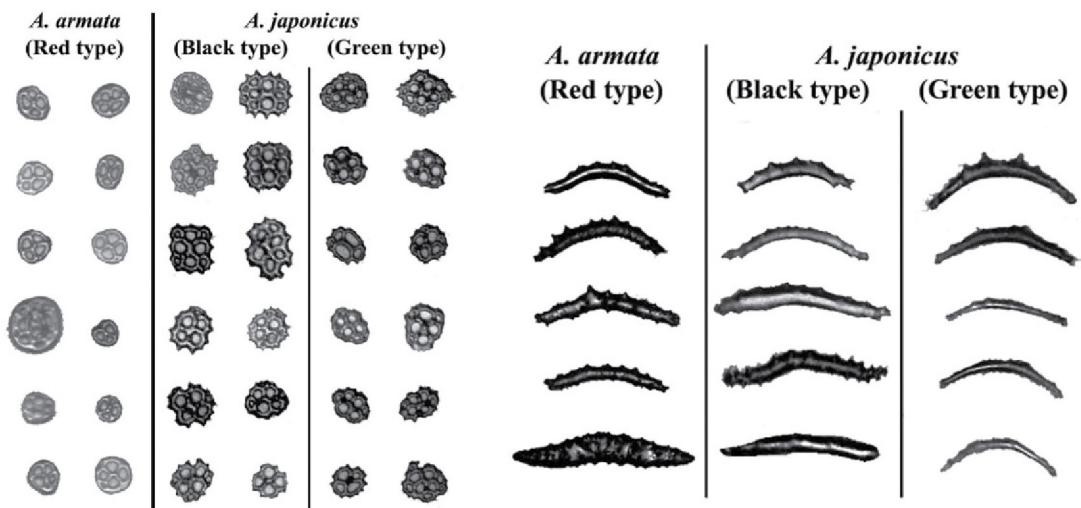 A. armata
A. japonicus
(Red type)
(Black type)
(Green type)
A. armata
A. japonicus
(Red type)
(Black type)
(Green type)